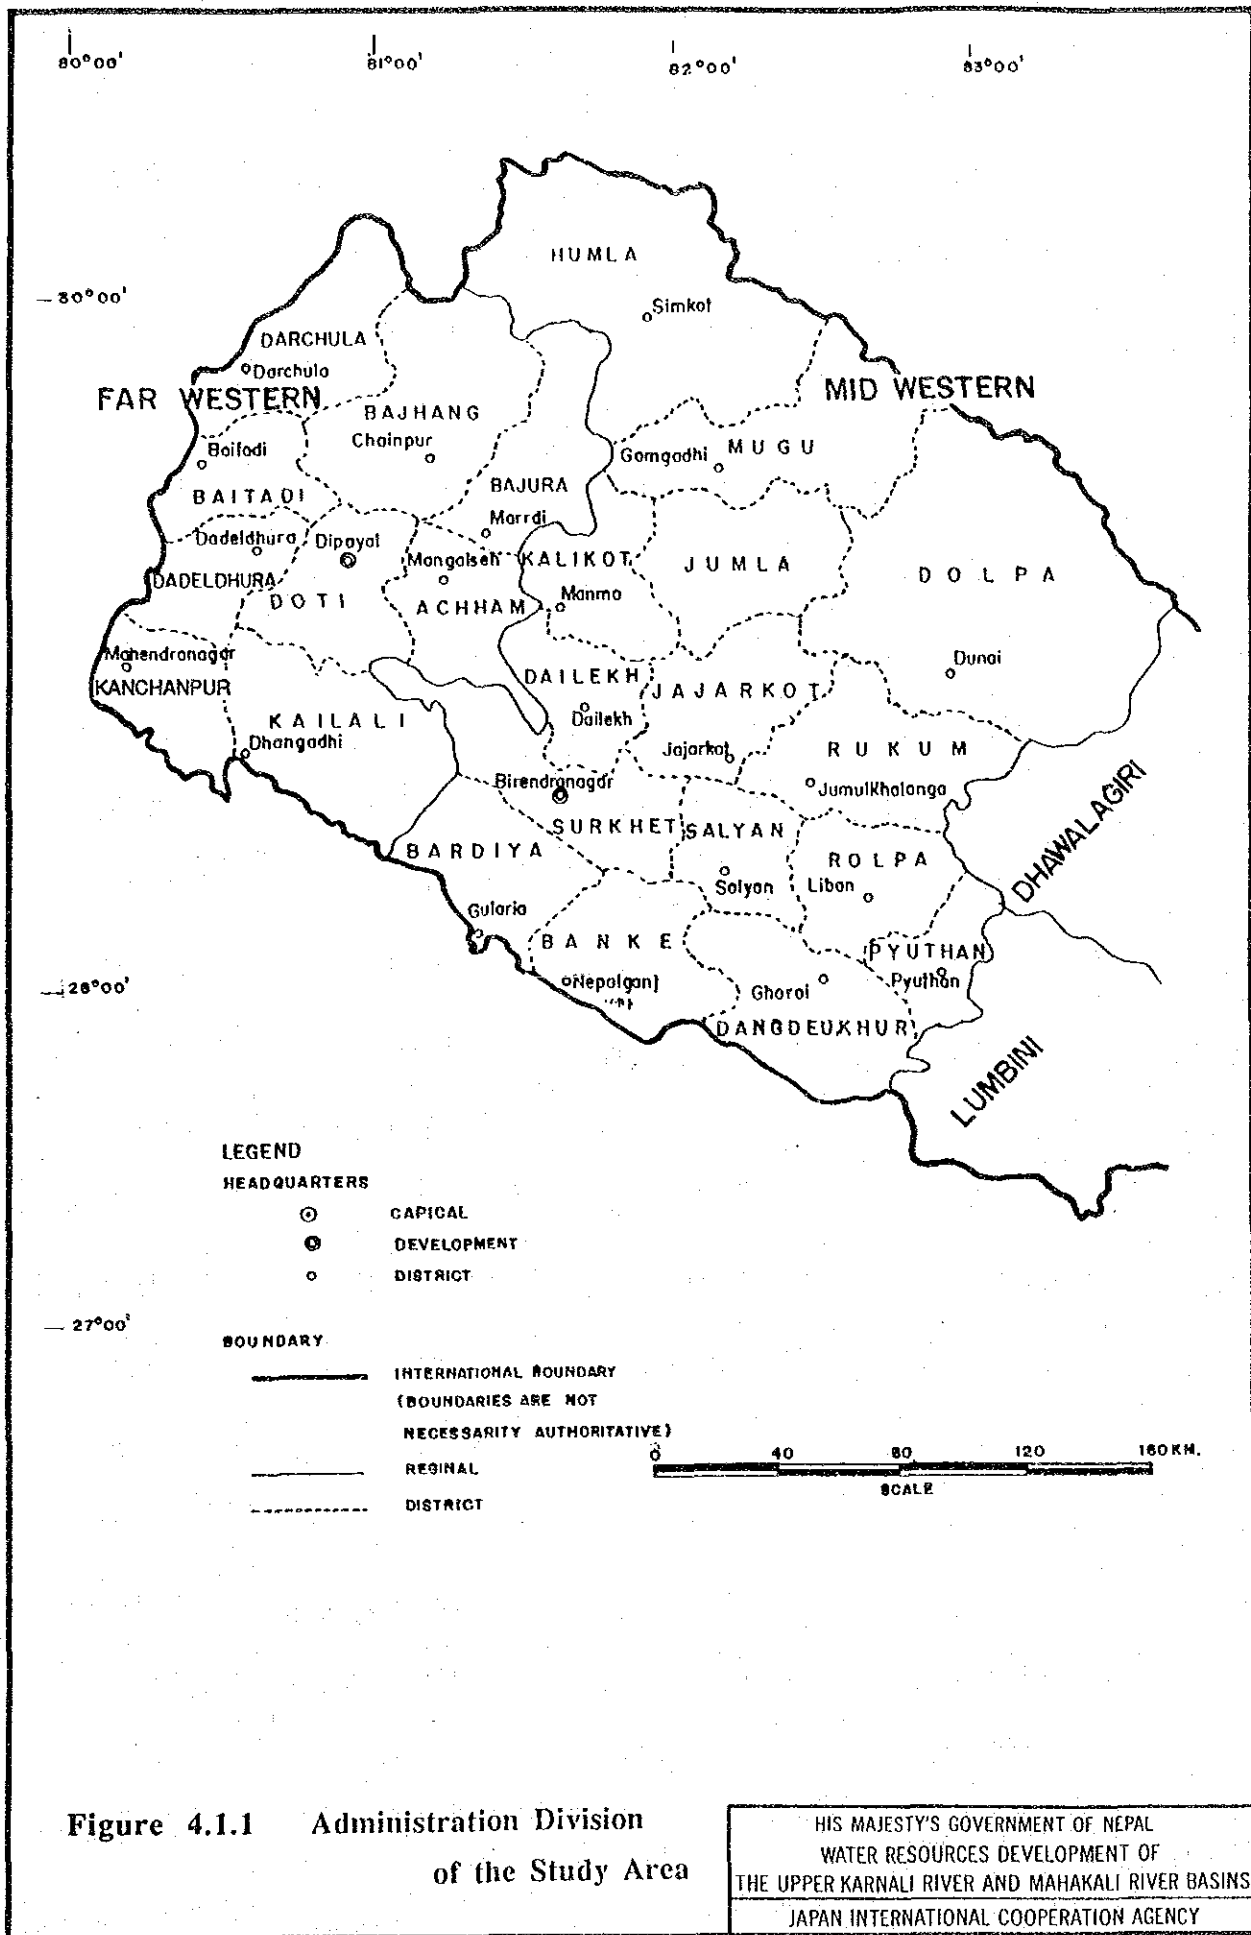 80°00'
81°00'
82°00'
83°00'
HUMLA
30°00'
Simkot
DARCHULA
Darchula
FAR WESTERN
MID WESTERN
BAJHANG
Chainpur
Baitadi
Gamgadhi
MUGU
BAITADI
BAJURA
Marrdi
Dadeldhura
Dipayal
Mangalseh
KALIKOT
JUMLA
DOLPA
DADELDHURA
DOTI
ACHHAM
Manma
Mahendranagar
KANCHANPUR
DAILEKH
JAJARKOT
Dunai
KAILALI
Dailekh
Dhangadhi
Jajarkot
RUKUM
Birendranagar
JumulKhalanga
SURKHET
SALYAN
BARDIYA
ROLPA
Salyan
Liban
DHAWALAGIRI
Gularia
BANKE
PYUTHAN
Pyuthan
28°00'
Nepalganj
Ghorai
DANGDEUKHUR
LUMBINI
LEGEND
HEADQUARTERS
CAPICAL
DEVELOPMENT
DISTRICT
27°00'
BOUNDARY
INTERNATIONAL BOUNDARY
(BOUNDARIES ARE NOT
NECESSARITY AUTHORITATIVE)
REGINAL
DISTRICT
0 40 80 120 160KM.
SCALE
Figure 4.1.1 Administration Division
of the Study Area
HIS MAJESTY'S GOVERNMENT OF NEPAL
WATER RESOURCES DEVELOPMENT OF
THE UPPER KARNALI RIVER AND MAHAKALI RIVER BASINS
JAPAN INTERNATIONAL COOPERATION AGENCY